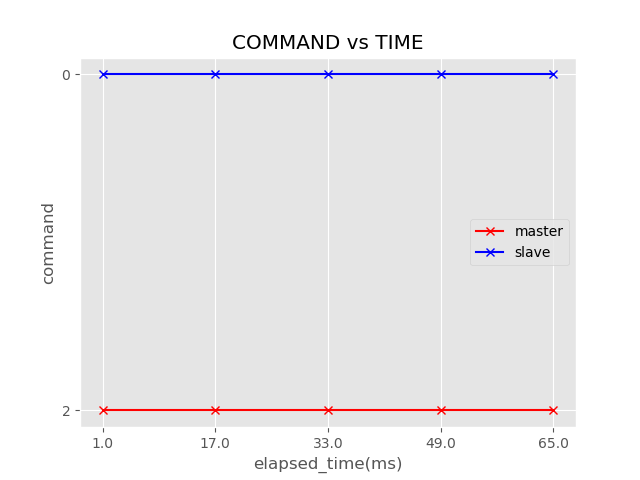 COMMAND vs TIME
0
command
master
slave
2
1.0 17.0 33.0 49.0 65.0
elapsed_time(ms)